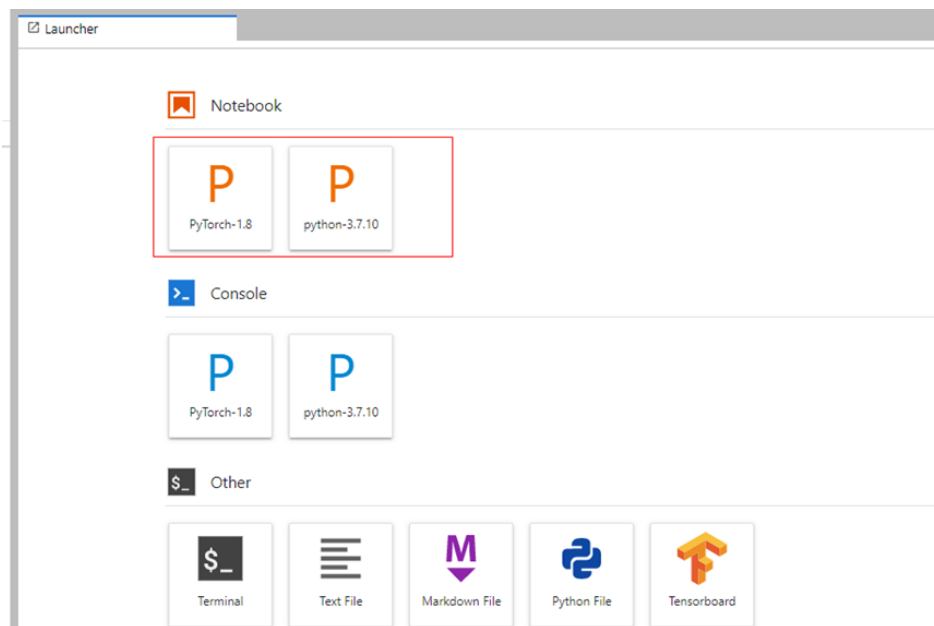 Launcher
Notebook
P P
PyTorch-1.8 python-3.7.10
>_ Console
P P
PyTorch-1.8 python-3.7.10
$_ Other
$_ M
Terminal Text File Markdown File Python File Tensorboard